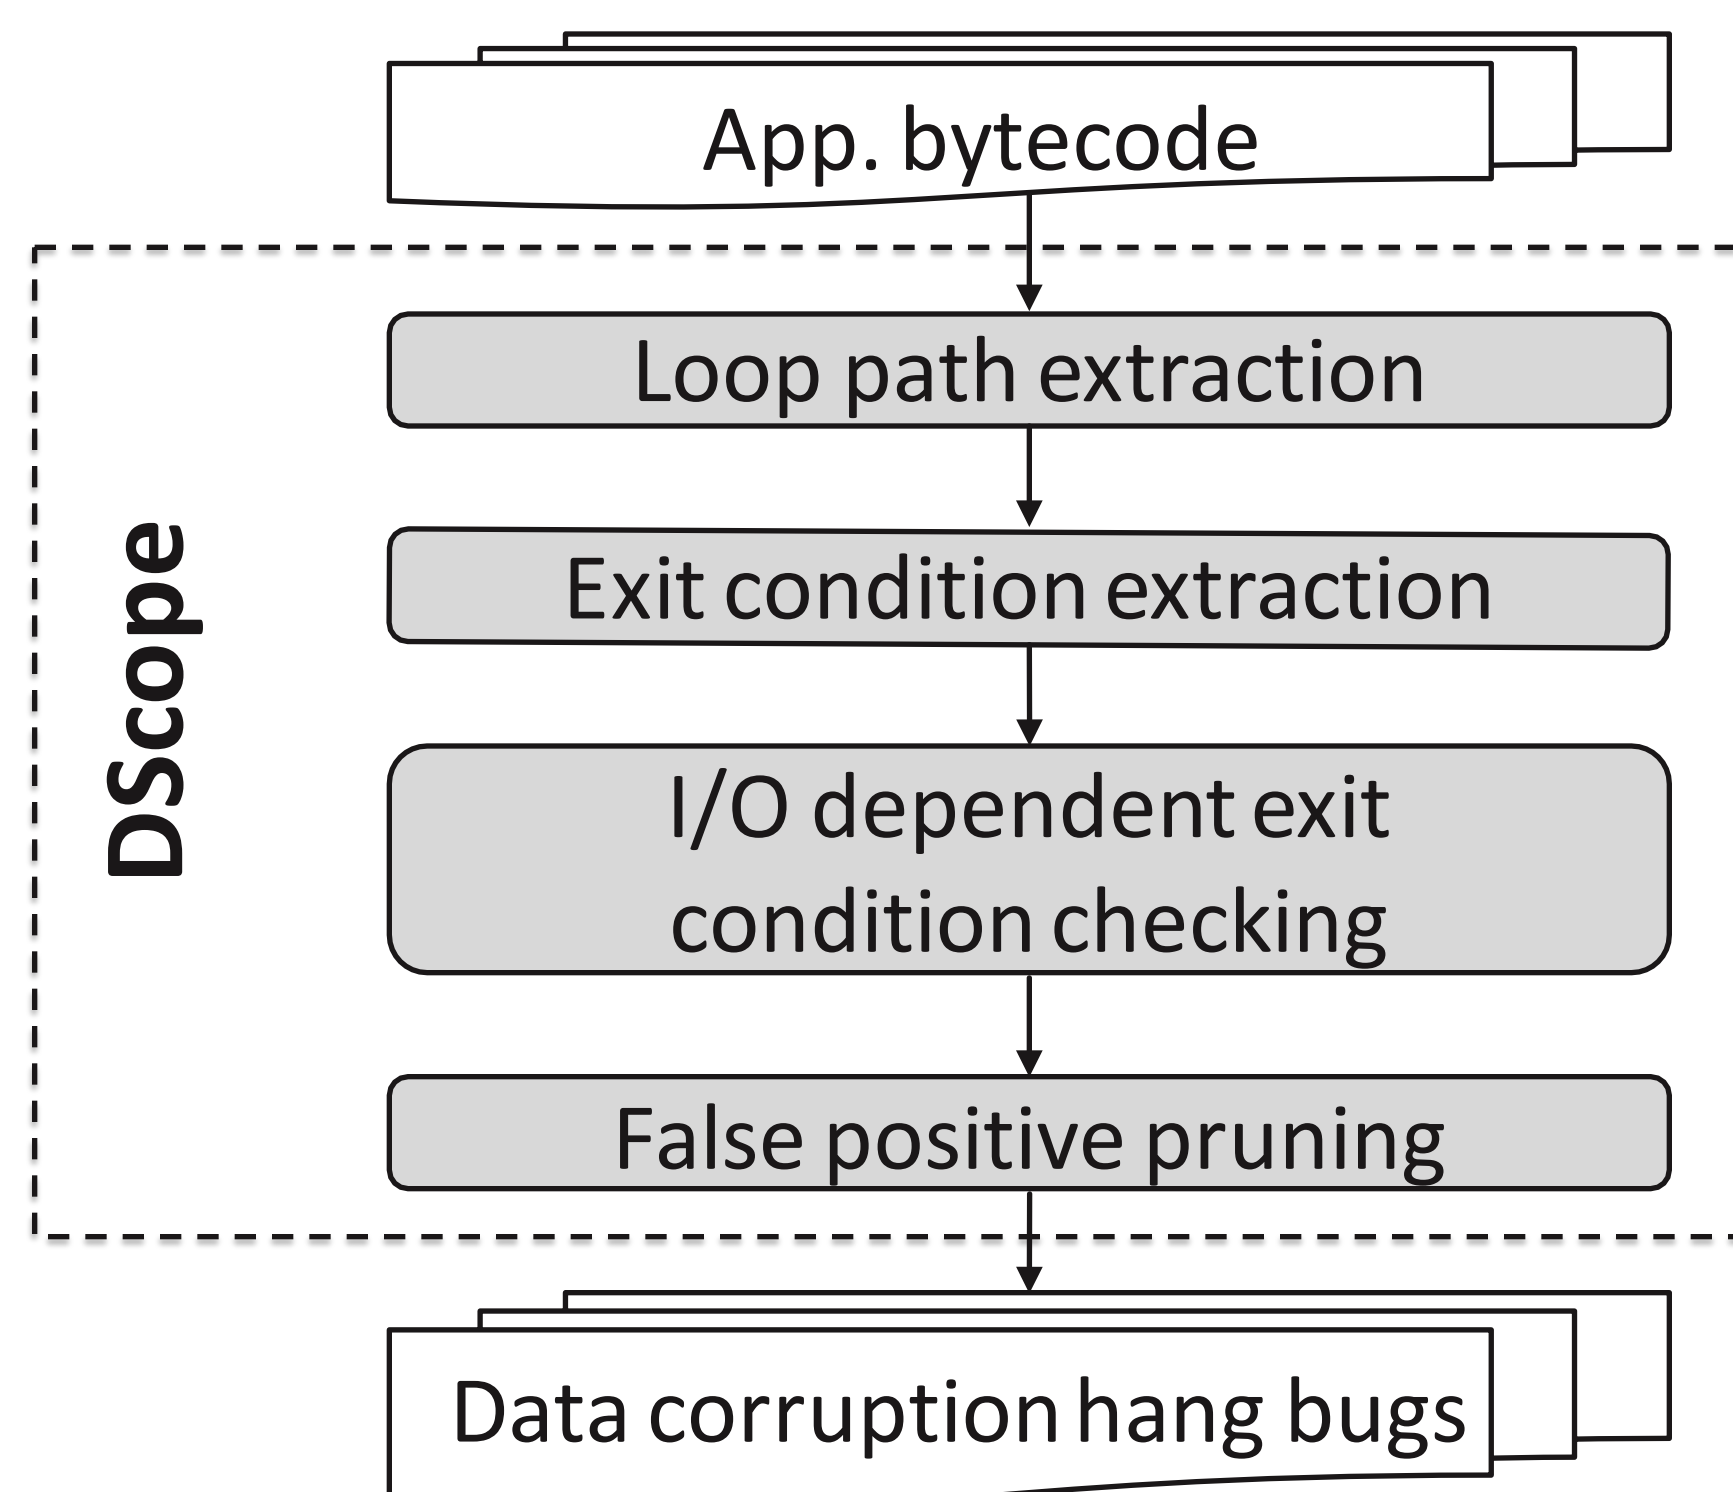 App. bytecode
Loop path extraction
Exit condition extraction
DScope
I/O dependent exit
condition checking
False positive pruning
Data corruption hang bugs